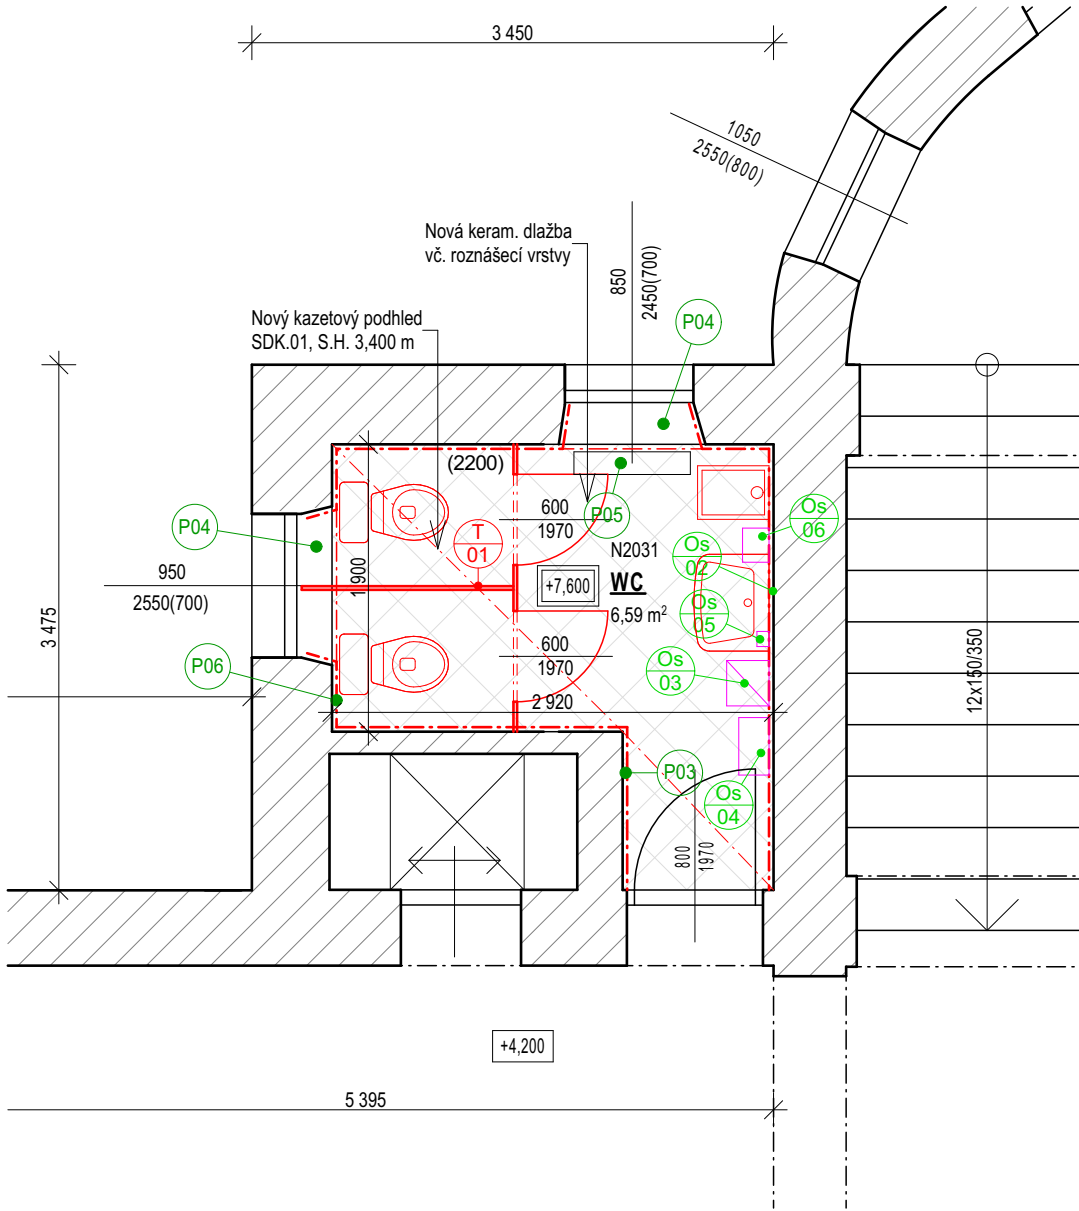 3 450
1050
2550(800)
Nová keram. dlažba
vč. roznášecí vrstvy
850
2450(700)
Nový kazetový podhled
SDK.01, S.H. 3,400 m
P04
(2200)
P04
T
01
600
1970
P05
Os
06
N2031
Os
02
950
2550(700)
1 900
+7,600
WC
6,59 m²
Os
05
3 475
P06
600
1970
Os
03
2 920
12x150/350
P03
Os
04
800
1970
+4,200
5 395